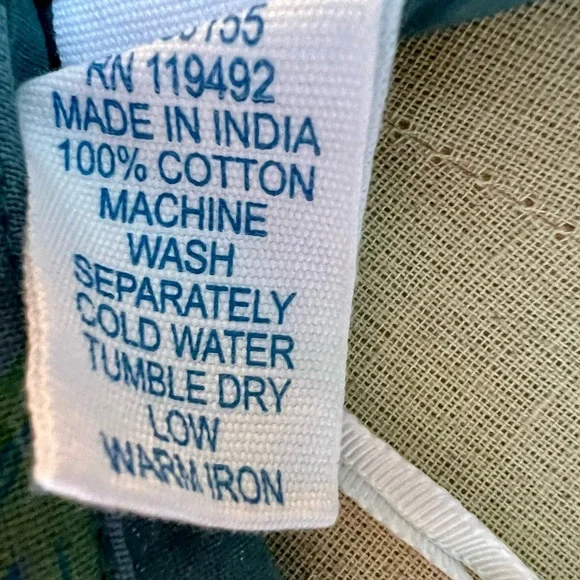 RN 119492
MADE IN INDIA
100% COTTON
MACHINE
WASH
SEPARATELY
COLD WATER
TUMBLE DRY
LOW
WARM IRON